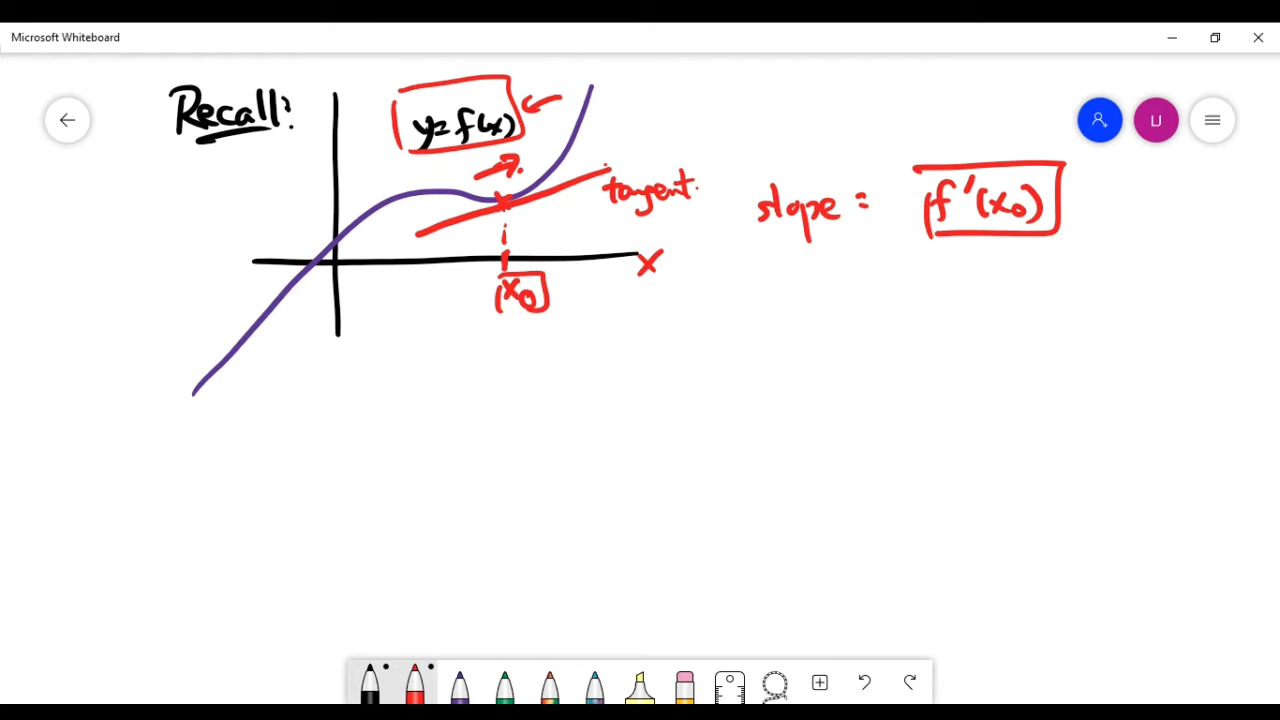 Microsoft Whiteboard
Recall:
y=f(x)
tangent.
slope = f'(x₀)
x
x₀
U